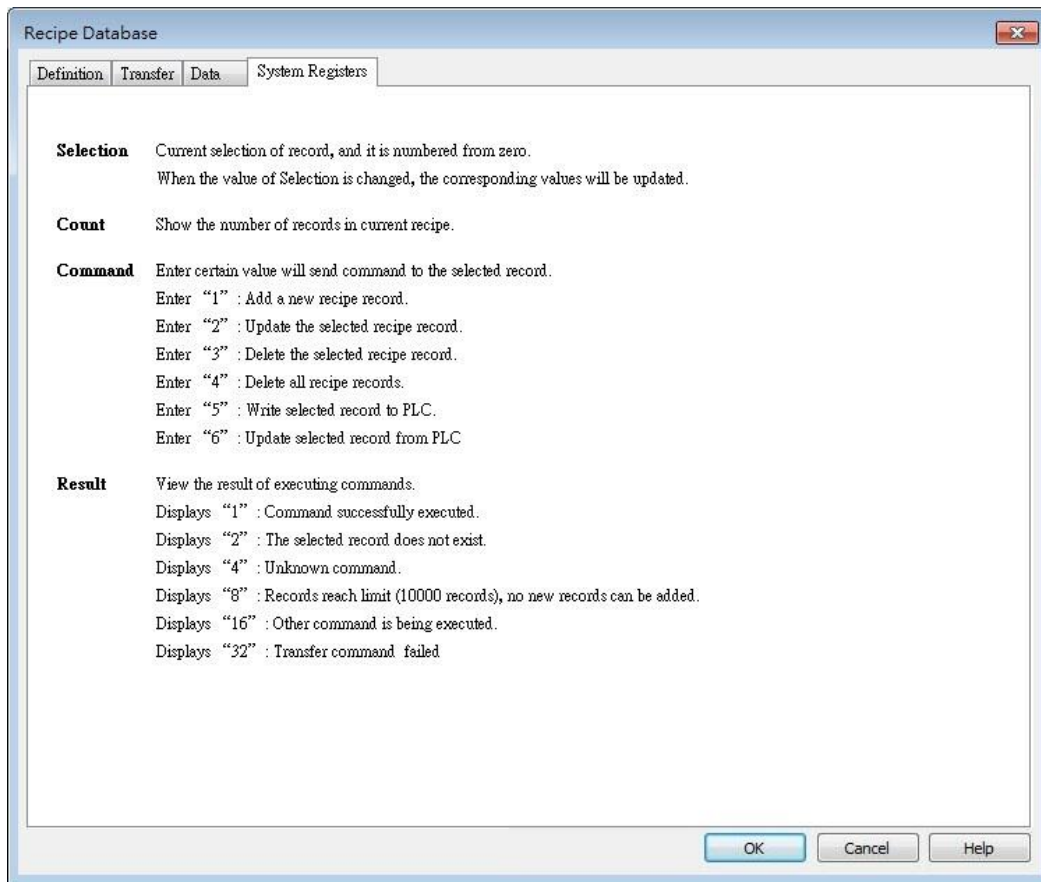 Recipe Database
Definition Transfer Data System Registers
Selection Current selection of record, and it is numbered from zero.
When the value of Selection is changed, the corresponding values will be updated.
Count Show the number of records in current recipe.
Command Enter certain value will send command to the selected record.
Enter “1” : Add a new recipe record.
Enter “2” : Update the selected recipe record.
Enter “3” : Delete the selected recipe record.
Enter “4” : Delete all recipe records.
Enter “5” : Write selected record to PLC.
Enter “6” : Update selected record from PLC
Result View the result of executing commands.
Displays “1” : Command successfully executed.
Displays “2” : The selected record does not exist.
Displays “4” : Unknown command.
Displays “8” : Records reach limit (10000 records), no new records can be added.
Displays “16” : Other command is being executed.
Displays “32” : Transfer command failed
OK Cancel Help